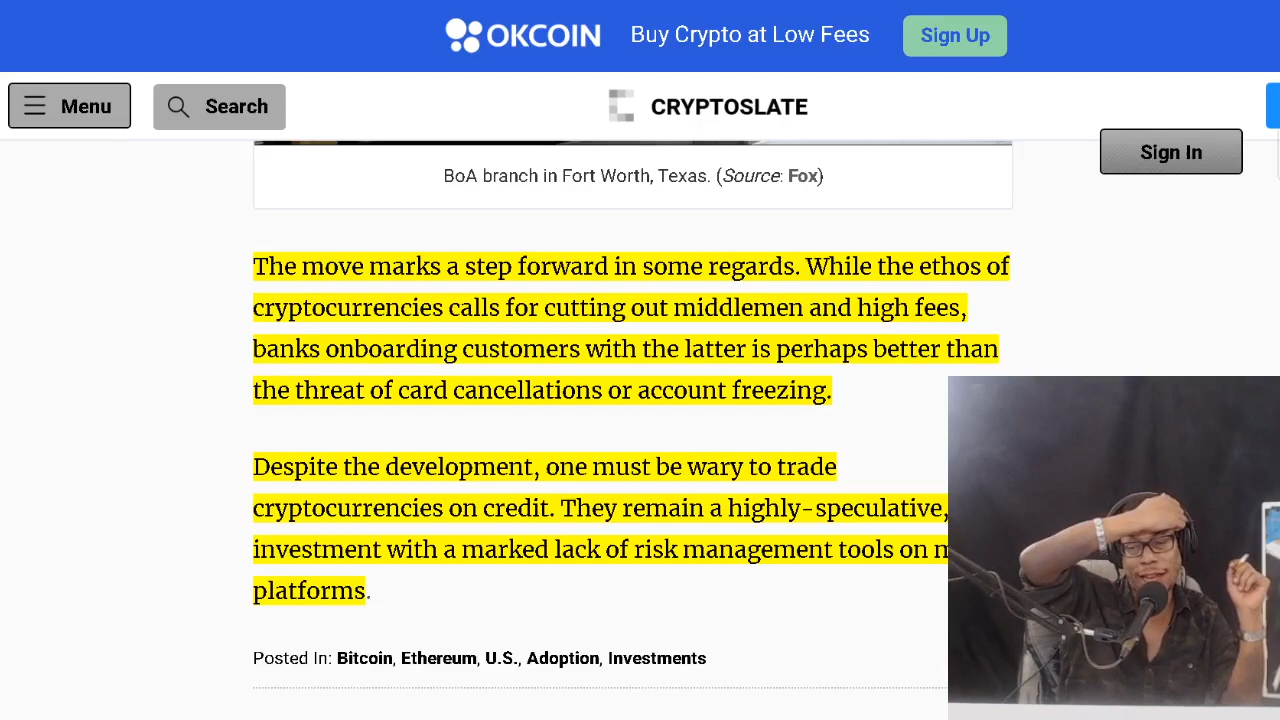 OKCOIN Buy Crypto at Low Fees Sign Up
Menu Search CRYPTOSLATE
Sign In
BoA branch in Fort Worth, Texas. (Source: Fox)
The move marks a step forward in some regards. While the ethos of
cryptocurrencies calls for cutting out middlemen and high fees,
banks onboarding customers with the latter is perhaps better than
the threat of card cancellations or account freezing.
Despite the development, one must be wary to trade
cryptocurrencies on credit. They remain a highly-speculative,
investment with a marked lack of risk management tools on
platforms.
Posted In: Bitcoin, Ethereum, U.S., Adoption, Investments